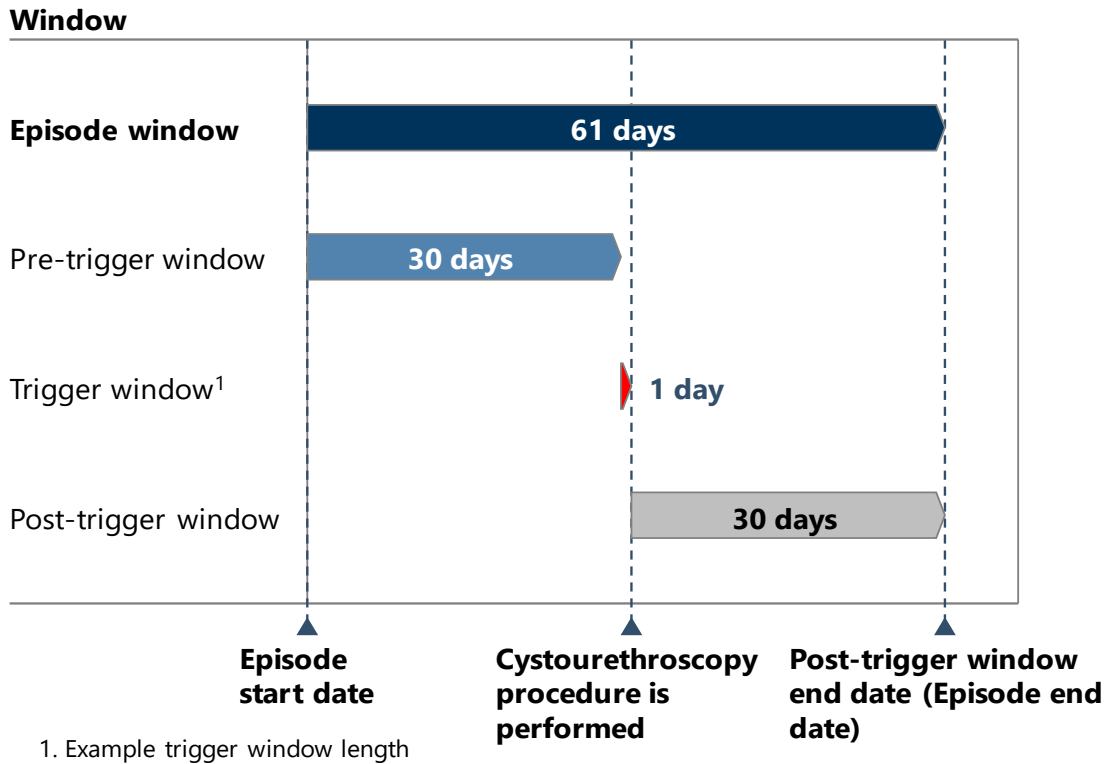 Window
Episode window
61 days
Pre-trigger window
30 days
Trigger window1
1 day
Post-trigger window
30 days
Episode
start date
Cystourethroscopy
procedure is
performed
Post-trigger window
end date (Episode end
date)
1. Example trigger window length